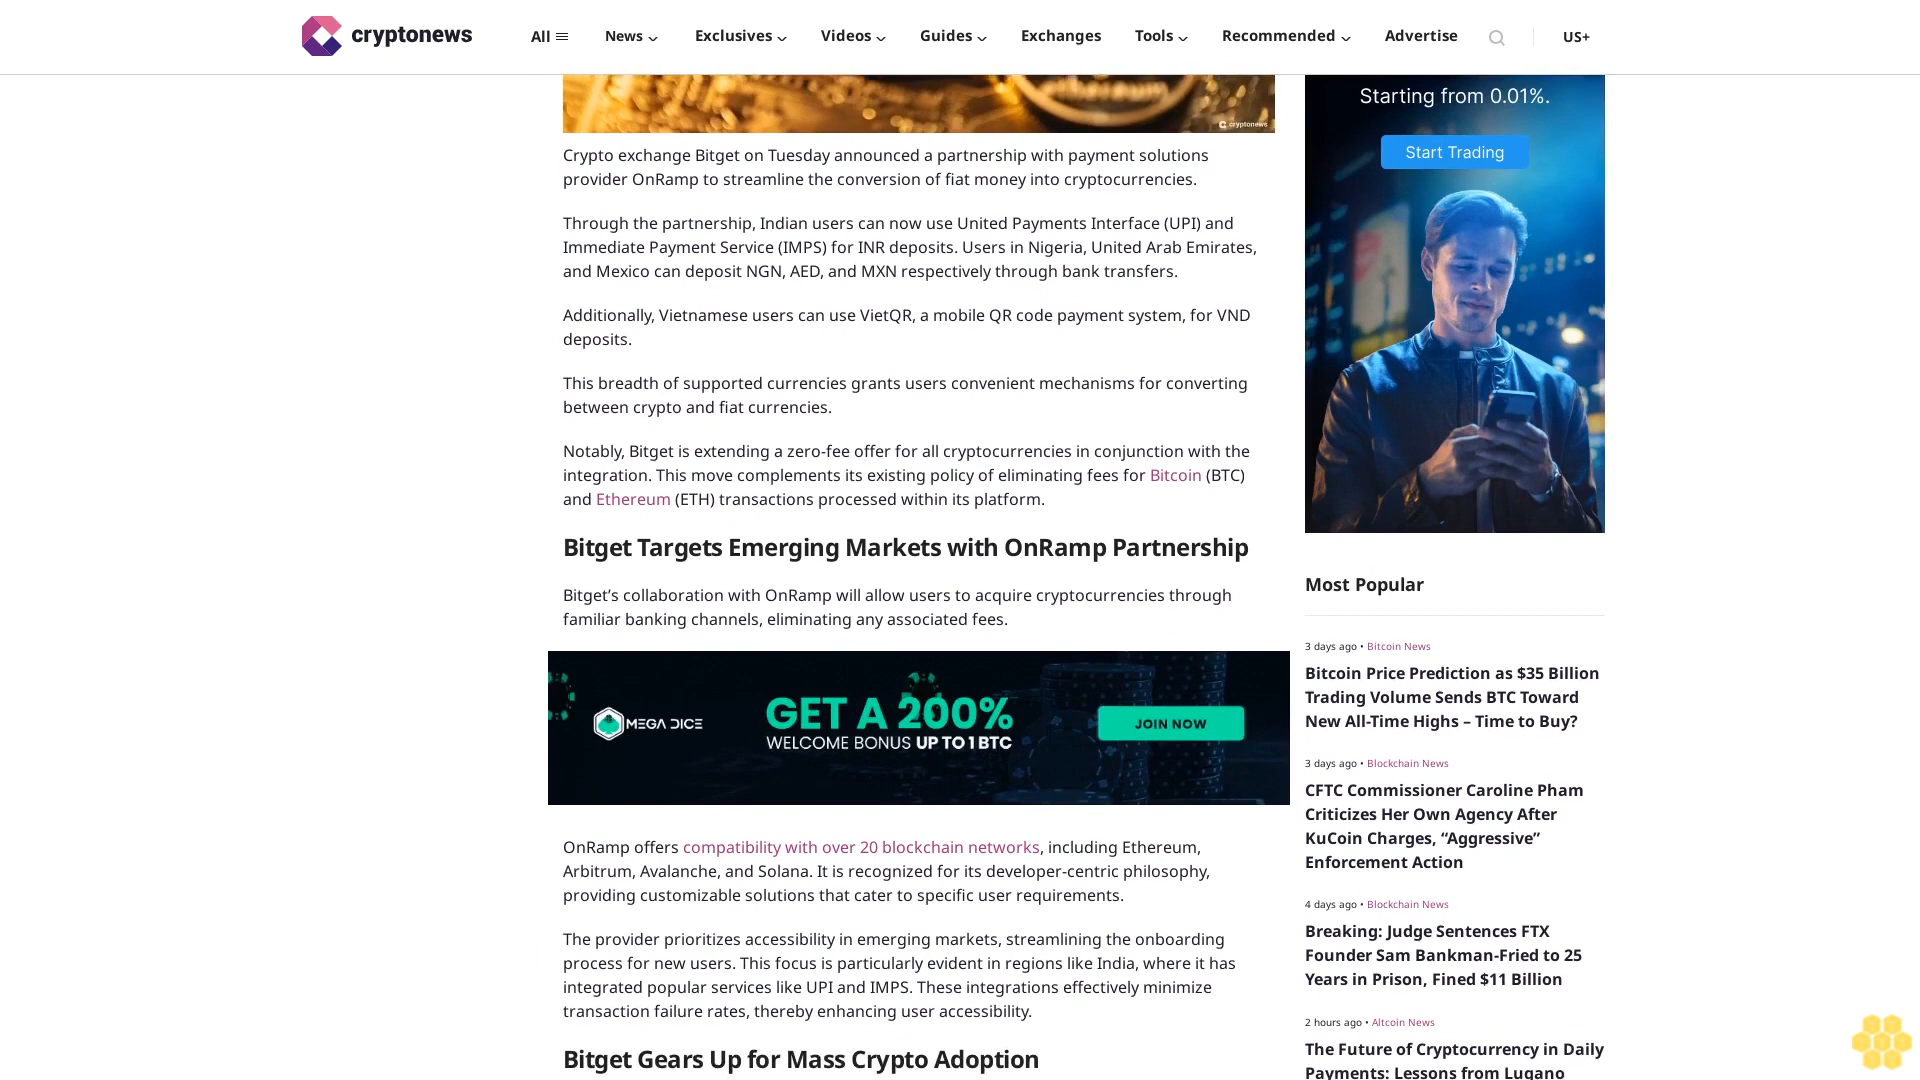 cryptonews
All
News
Exclusives
Videos
Guides
Exchanges
Tools
Recommended
Advertise
US+
cryptonews
Crypto exchange Bitget on Tuesday announced a partnership with payment solutions
provider OnRamp to streamline the conversion of fiat money into cryptocurrencies.
Through the partnership, Indian users can now use United Payments Interface (UPI) and
Immediate Payment Service (IMPS) for INR deposits. Users in Nigeria, United Arab Emirates,
and Mexico can deposit NGN, AED, and MXN respectively through bank transfers.
Additionally, Vietnamese users can use VietQR, a mobile QR code payment system, for VND
deposits.
This breadth of supported currencies grants users convenient mechanisms for converting
between crypto and fiat currencies.
Notably, Bitget is extending a zero-fee offer for all cryptocurrencies in conjunction with the
integration. This move complements its existing policy of eliminating fees for Bitcoin (BTC)
and Ethereum (ETH) transactions processed within its platform.
Bitget Targets Emerging Markets with OnRamp Partnership
Bitget’s collaboration with OnRamp will allow users to acquire cryptocurrencies through
familiar banking channels, eliminating any associated fees.
MEGA DICE
GET A 200%
WELCOME BONUS UP TO 1 BTC
JOIN NOW
OnRamp offers compatibility with over 20 blockchain networks, including Ethereum,
Arbitrum, Avalanche, and Solana. It is recognized for its developer-centric philosophy,
providing customizable solutions that cater to specific user requirements.
The provider prioritizes accessibility in emerging markets, streamlining the onboarding
process for new users. This focus is particularly evident in regions like India, where it has
integrated popular services like UPI and IMPS. These integrations effectively minimize
transaction failure rates, thereby enhancing user accessibility.
Bitget Gears Up for Mass Crypto Adoption
Starting from 0.01%.
Start Trading
Most Popular
3 days ago • Bitcoin News
Bitcoin Price Prediction as $35 Billion
Trading Volume Sends BTC Toward
New All-Time Highs – Time to Buy?
3 days ago • Blockchain News
CFTC Commissioner Caroline Pham
Criticizes Her Own Agency After
KuCoin Charges, “Aggressive”
Enforcement Action
4 days ago • Blockchain News
Breaking: Judge Sentences FTX
Founder Sam Bankman-Fried to 25
Years in Prison, Fined $11 Billion
2 hours ago • Altcoin News
The Future of Cryptocurrency in Daily
Payments: Lessons from Lugano